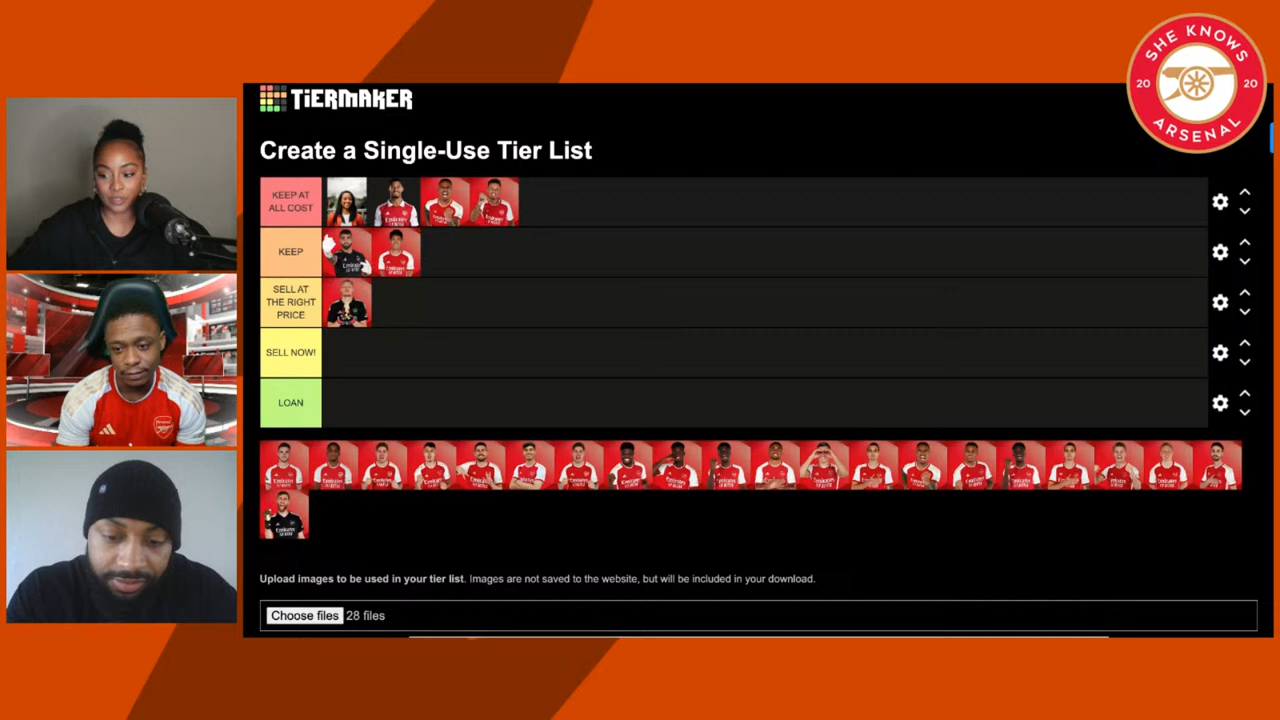 SHE KNOWS
20 20
ARSENAL
TiERMAKER
Create a Single-Use Tier List
KEEP AT
ALL COST
KEEP
SELL AT
THE RIGHT
PRICE
SELL NOW!
LOAN
Upload images to be used in your tier list. Images are not saved to the website, but will be included in your download.
Choose files 28 files